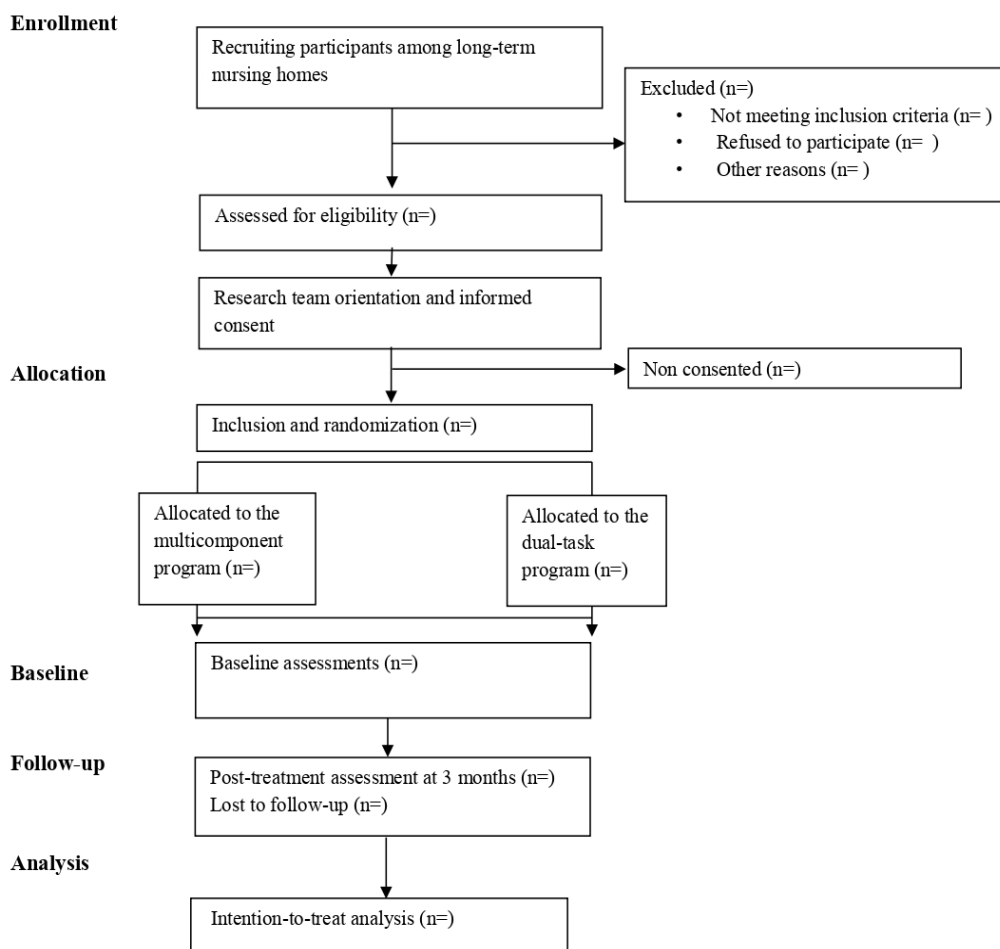 Enrollment
Recruiting participants among long-term
nursing homes
Excluded (n=)
• Not meeting inclusion criteria (n= )
• Refused to participate (n= )
• Other reasons (n= )
Assessed for eligibility (n=)
Research team orientation and informed
consent
Allocation
Non consented (n=)
Inclusion and randomization (n=)
Allocated to the
multicomponent
program (n=)
Allocated to the
dual-task
program (n=)
Baseline
Baseline assessments (n=)
Follow-up
Post-treatment assessment at 3 months (n=)
Lost to follow-up (n=)
Analysis
Intention-to-treat analysis (n=)